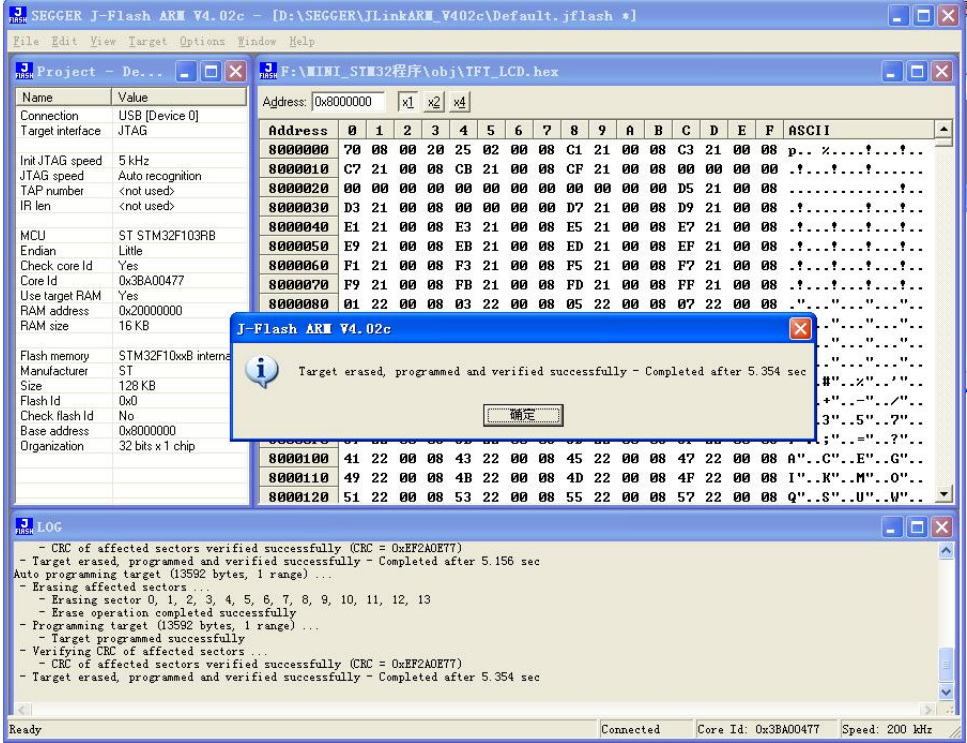 SEGGER J-Flash ARM V4.02c - [D:\SEGGER\JLinkARM_V402c\Default.jflash *]
File Edit View Target Options Window Help
Project - De...
Name Value
Connection USB [Device 0]
Target interface JTAG
Init JTAG speed 5 kHz
JTAG speed Auto recognition
TAP number <not used>
IR len <not used>
MCU ST STM32F103RB
Endian Little
Check core Id Yes
Core Id 0x3BA00477
Use target RAM Yes
RAM address 0x20000000
RAM size 16 KB
Flash memory STM32F10xxB interna
Manufacturer ST
Size 128 KB
Flash Id 0x0
Check flash Id No
Base address 0x8000000
Organization 32 bits x 1 chip
F:\MINI_STM32程序\obj\TFT_LCD.hex
Address: 0x8000000 x1 x2 x4
Address 0 1 2 3 4 5 6 7 8 9 A B C D E F ASCII
8000000 70 08 00 20 25 02 00 08 C1 21 00 08 C3 21 00 08 p.. %....!...!..
8000010 C7 21 00 08 CB 21 00 08 CF 21 00 08 00 00 00 00 .!...!...!......
8000020 00 00 00 00 00 00 00 00 00 00 00 00 D5 21 00 08 .............!..
8000030 D3 21 00 08 00 00 00 00 D7 21 00 08 D9 21 00 08 .!.......!...!..
8000040 E1 21 00 08 E3 21 00 08 E5 21 00 08 E7 21 00 08 .!...!...!...!..
8000050 E9 21 00 08 EB 21 00 08 ED 21 00 08 EF 21 00 08 .!...!...!...!..
8000060 F1 21 00 08 F3 21 00 08 F5 21 00 08 F7 21 00 08 .!...!...!...!..
8000070 F9 21 00 08 FB 21 00 08 FD 21 00 08 FF 21 00 08 .!...!...!...!..
8000080 01 22 00 08 03 22 00 08 05 22 00 08 07 22 00 08 ."..."..."..."..
J-Flash ARM V4.02c
Target erased, programmed and verified successfully - Completed after 5.354 sec
确定
8000100 41 22 00 08 43 22 00 08 45 22 00 08 47 22 00 08 A"..C"..E"..G"..
8000110 49 22 00 08 4B 22 00 08 4D 22 00 08 4F 22 00 08 I"..K"..M"..O"..
8000120 51 22 00 08 53 22 00 08 55 22 00 08 57 22 00 08 Q"..S"..U"..W"..
LOG
- CRC of affected sectors verified successfully (CRC = 0xEF2A0E77)
- Target erased, programmed and verified successfully - Completed after 5.156 sec
Auto programming target (13592 bytes, 1 range) ...
- Erasing affected sectors ...
- Erasing sector 0, 1, 2, 3, 4, 5, 6, 7, 8, 9, 10, 11, 12, 13
- Erase operation completed successfully
- Programming target (13592 bytes, 1 range) ...
- Target programmed successfully
- Verifying CRC of affected sectors ...
- CRC of affected sectors verified successfully (CRC = 0xEF2A0E77)
- Target erased, programmed and verified successfully - Completed after 5.354 sec
Ready Connected Core Id: 0x3BA00477 Speed: 200 kHz